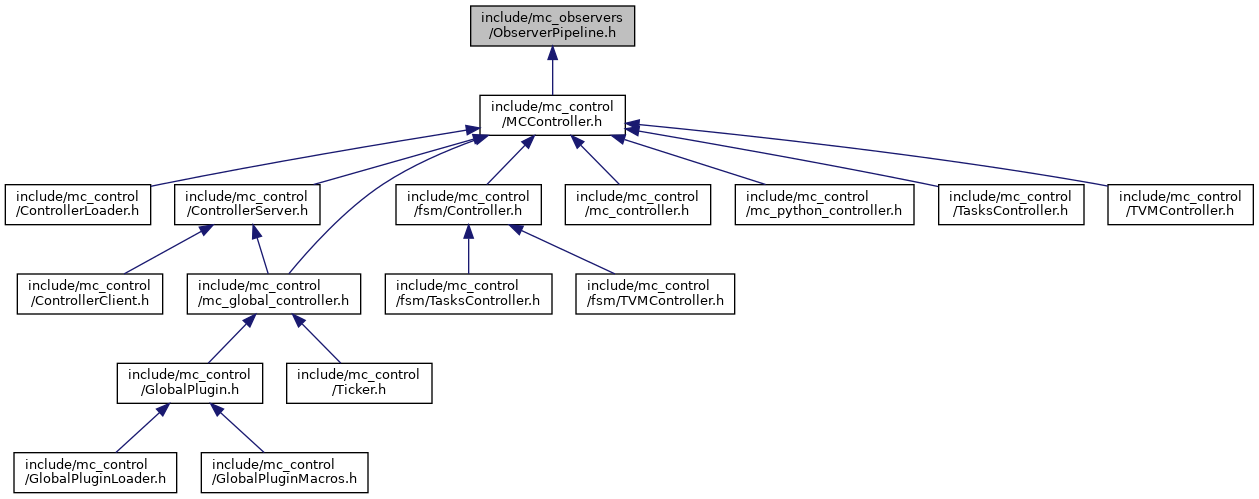 include/mc_observers
/ObserverPipeline.h
include/mc_control
/MCController.h
include/mc_control
/ControllerLoader.h
include/mc_control
/ControllerServer.h
include/mc_control
/fsm/Controller.h
include/mc_control
/mc_controller.h
include/mc_control
/mc_python_controller.h
include/mc_control
/TasksController.h
include/mc_control
/TVMController.h
include/mc_control
/ControllerClient.h
include/mc_control
/mc_global_controller.h
include/mc_control
/fsm/TasksController.h
include/mc_control
/fsm/TVMController.h
include/mc_control
/GlobalPlugin.h
include/mc_control
/Ticker.h
include/mc_control
/GlobalPluginLoader.h
include/mc_control
/GlobalPluginMacros.h